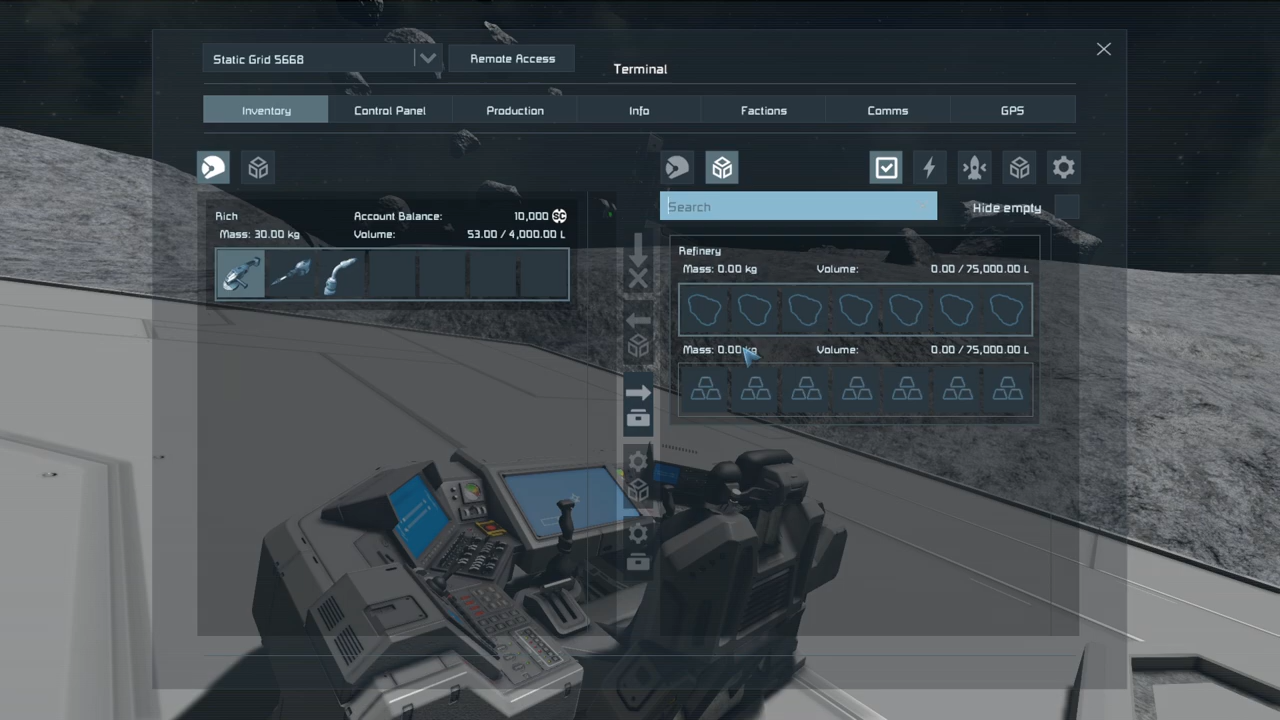 Static Grid 5668
Remote Access
Terminal
Inventory Control Panel Production Info Factions Comms GPS
Rich Account Balance: 10,000 SC
Mass: 30.00 kg Volume: 53.00 / 4,000.00 L
Search Hide empty
Refinery
Mass: 0.00 kg Volume: 0.00 / 75,000.00 L
Mass: 0.00 kg Volume: 0.00 / 75,000.00 L